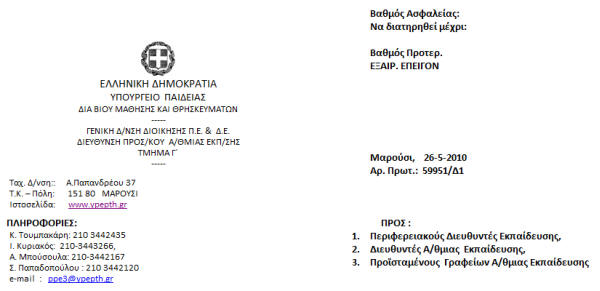 Βαθμός Ασφαλείας:
Να διατηρηθεί μέχρι:
Βαθμός Προτερ.
ΕΞΑΙΡ. ΕΠΕΙΓΟΝ
ΕΛΛΗΝΙΚΗ ΔΗΜΟΚΡΑΤΙΑ
ΥΠΟΥΡΓΕΙΟ ΠΑΙΔΕΙΑΣ
ΔΙΑ ΒΙΟΥ ΜΑΘΗΣΗΣ ΚΑΙ ΘΡΗΣΚΕΥΜΑΤΩΝ
-----
ΓΕΝΙΚΗ Δ/ΝΣΗ ΔΙΟΙΚΗΣΗΣ Π.Ε. & Δ.Ε.
ΔΙΕΥΘΥΝΣΗ ΠΡΟΣ/ΚΟΥ Α/ΘΜΙΑΣ ΕΚΠ/ΣΗΣ
ΤΜΗΜΑ Γ΄
-----
Μαρούσι, 26-5-2010
Αρ. Πρωτ.: 59951/Δ1
Ταχ. Δ/νση:: Α.Παπανδρέου 37
Τ.Κ. – Πόλη: 151 80 ΜΑΡΟΥΣΙ
Ιστοσελίδα: www.ypepth.gr
ΠΛΗΡΟΦΟΡΙΕΣ:
Κ. Τουμπακάρη: 210 3442435
Ι. Κυριακός: 210-3443266,
Α. Μπούσουλα: 210-3442167
Σ. Παπαδοπούλου : 210 3442120
e-mail : ppe3@ypepth.gr
ΠΡΟΣ :
1. Περιφερειακούς Διευθυντές Εκπαίδευσης,
2. Διευθυντές Α/θμιας Εκπαίδευσης,
3. Προϊσταμένους Γραφείων Α/θμιας Εκπαίδευσης